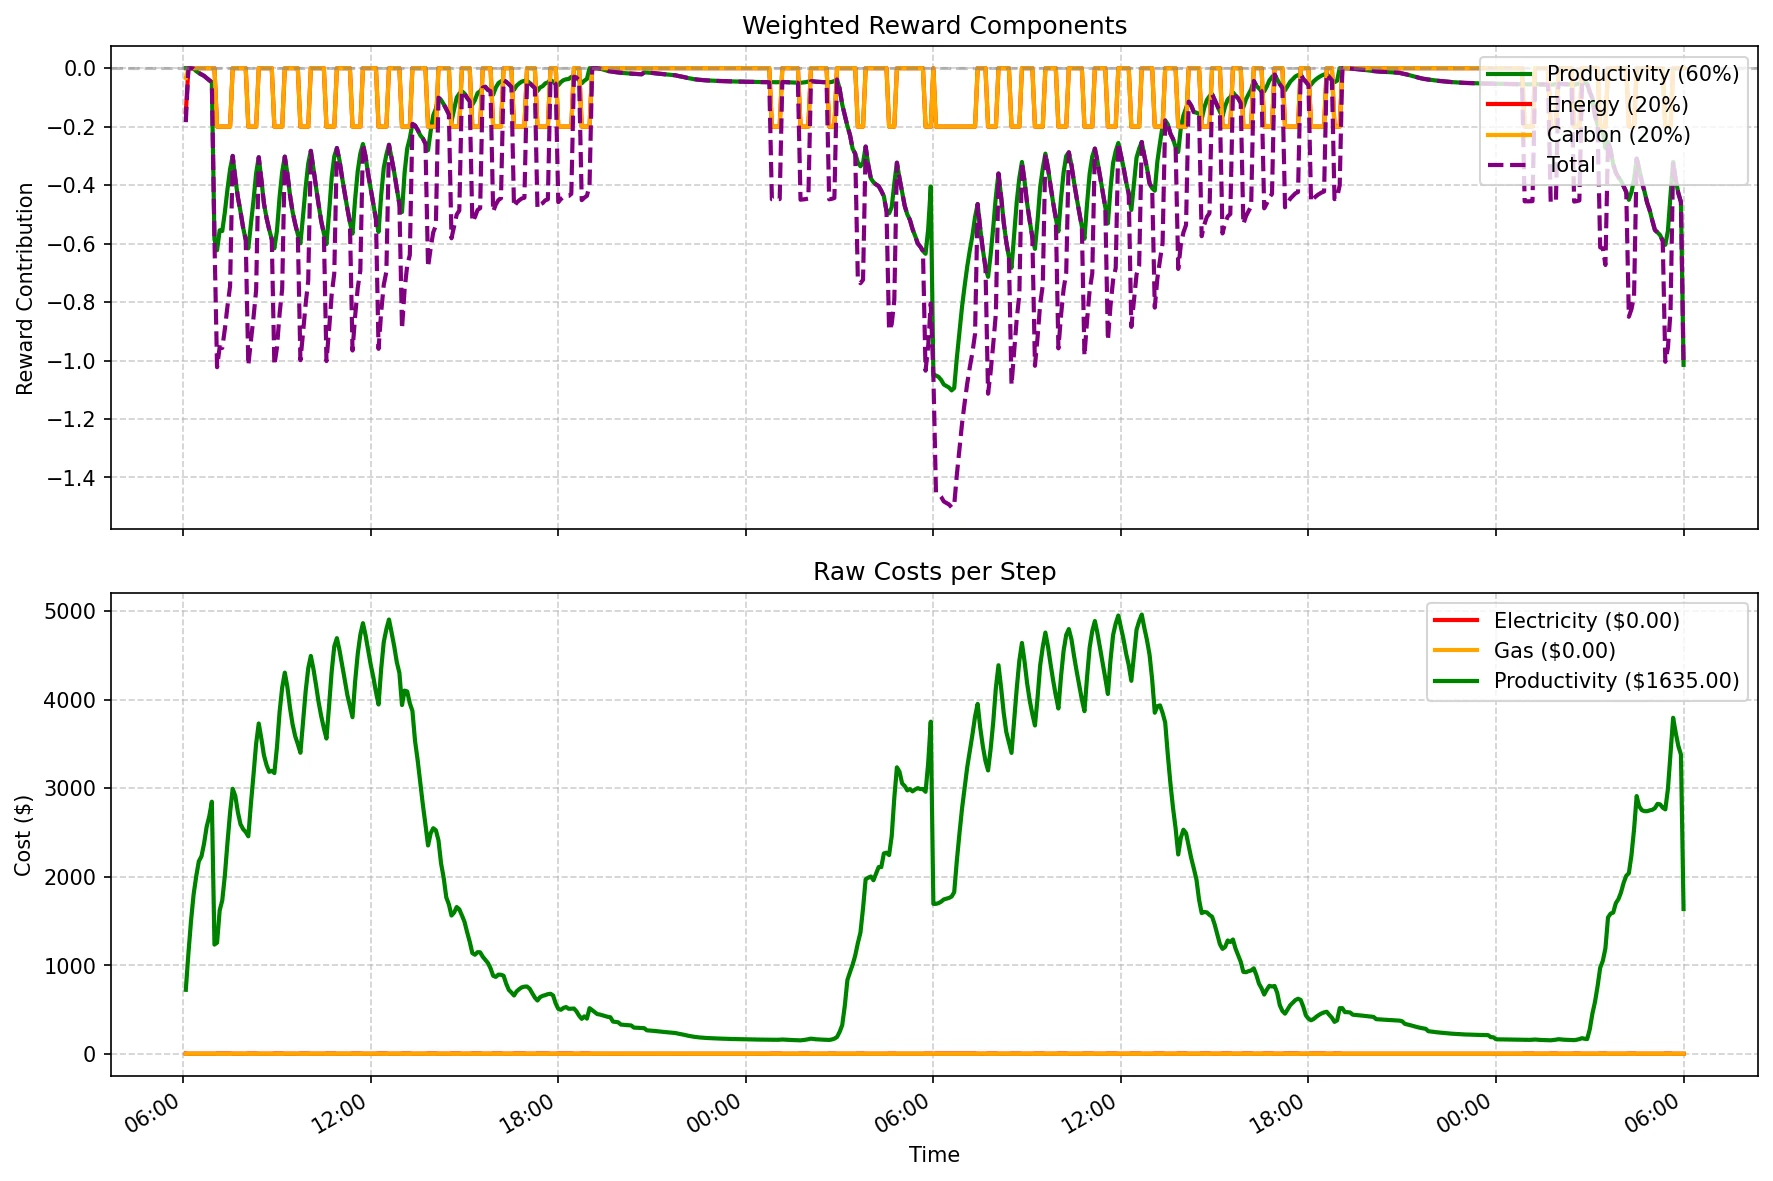 Weighted Reward Components
Reward Contribution
0.0
−0.2
−0.4
−0.6
−0.8
−1.0
−1.2
−1.4
Productivity (60%)
Energy (20%)
Carbon (20%)
Total
Raw Costs per Step
Cost ($)
5000
4000
3000
2000
1000
0
Electricity ($0.00)
Gas ($0.00)
Productivity ($1635.00)
06:00
12:00
18:00
00:00
06:00
12:00
18:00
00:00
06:00
Time